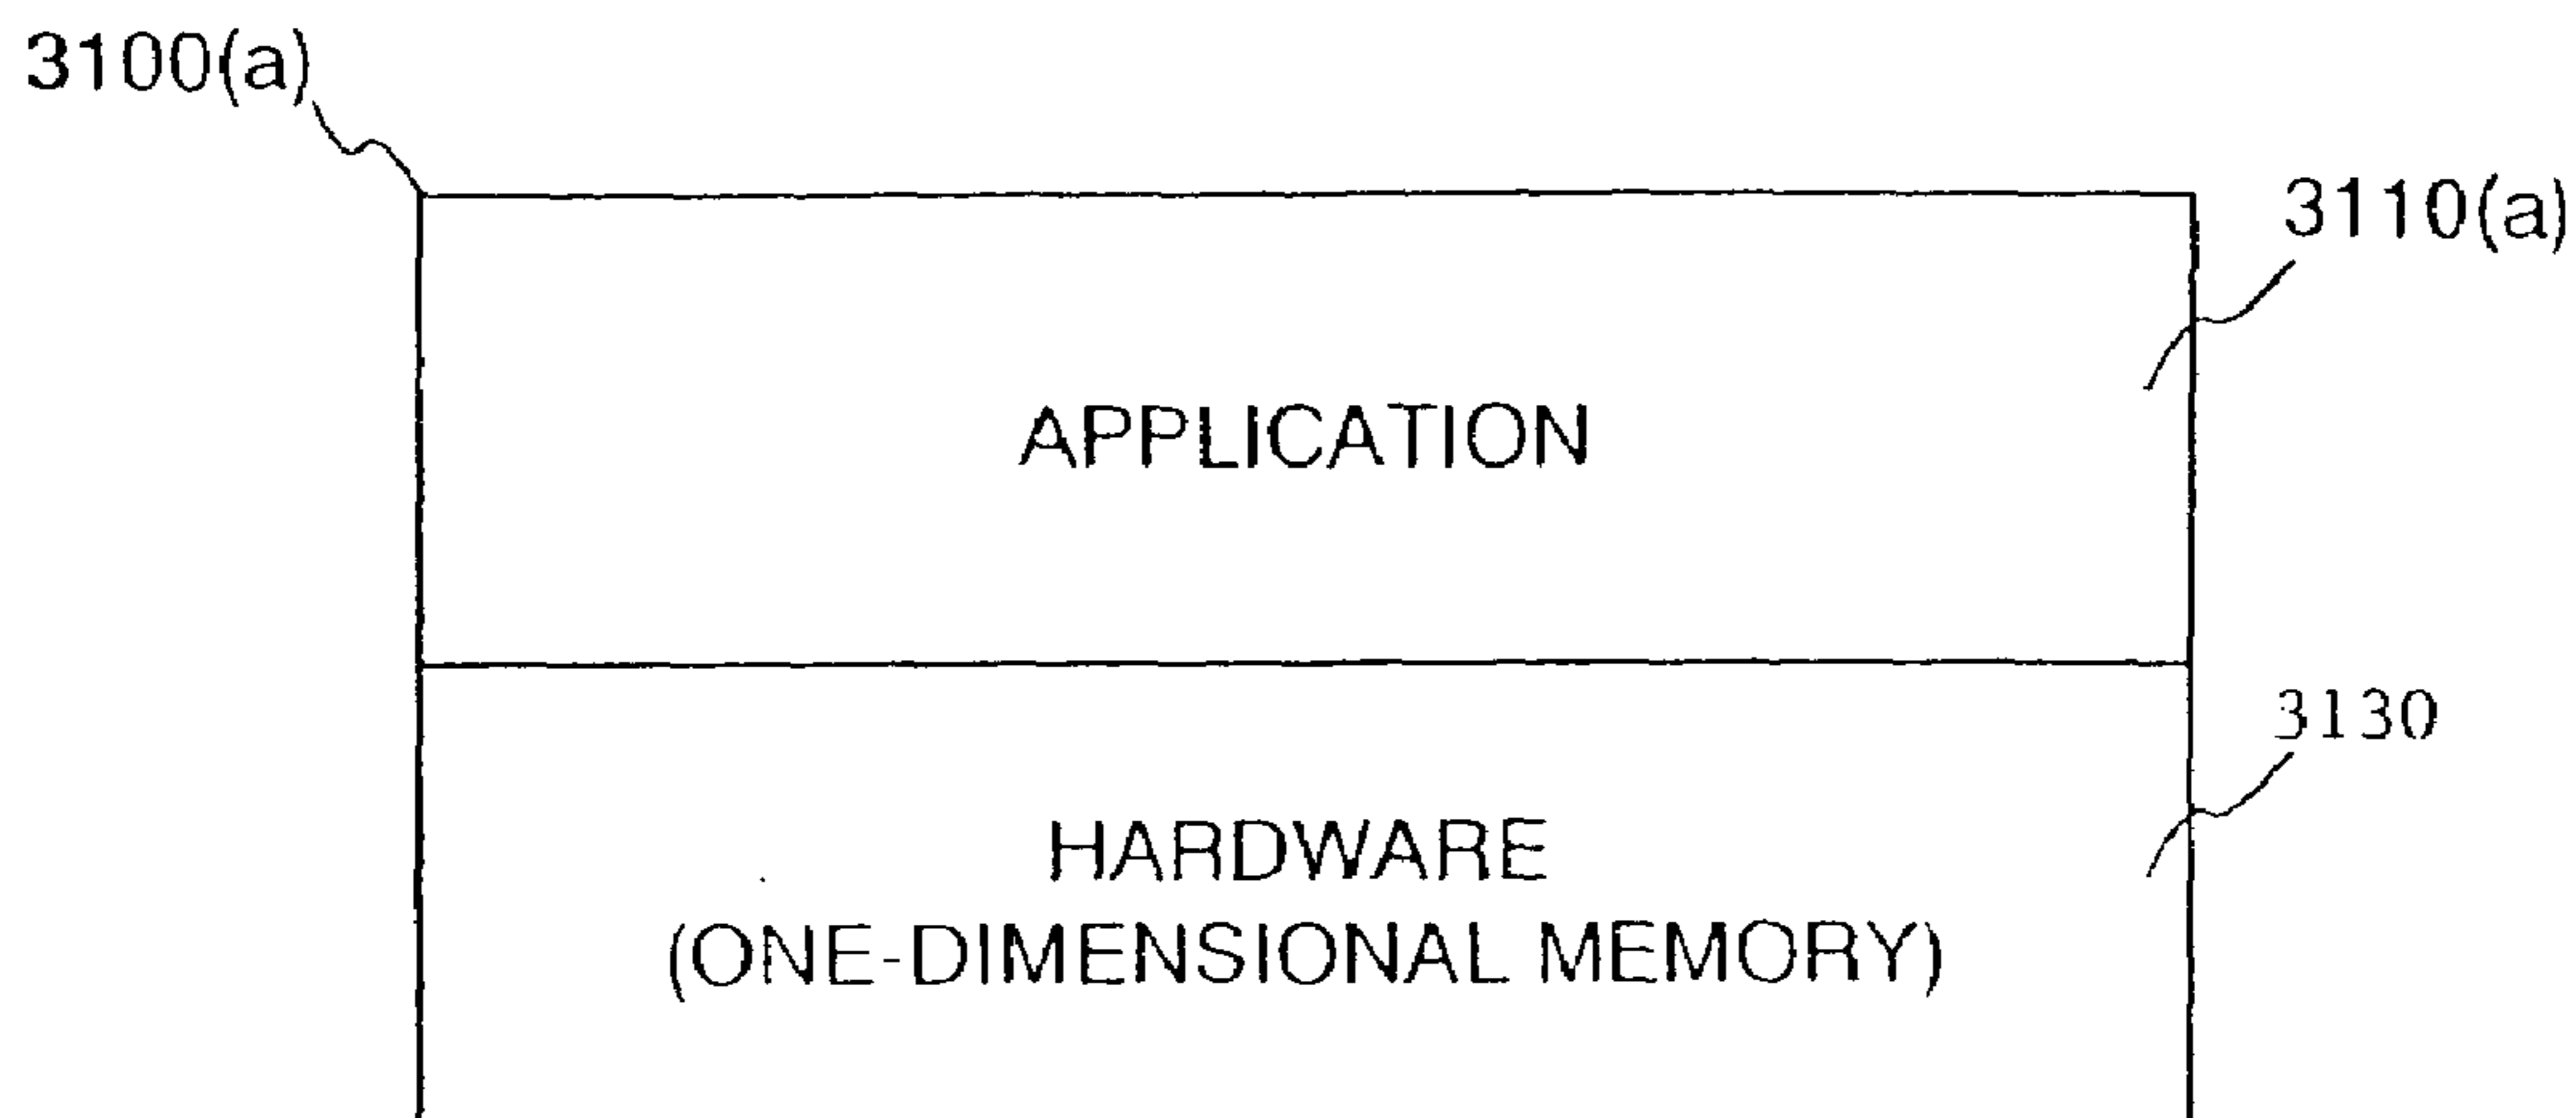 3100(a)
3110(a)
APPLICATION
3130
HARDWARE
(ONE-DIMENSIONAL MEMORY)